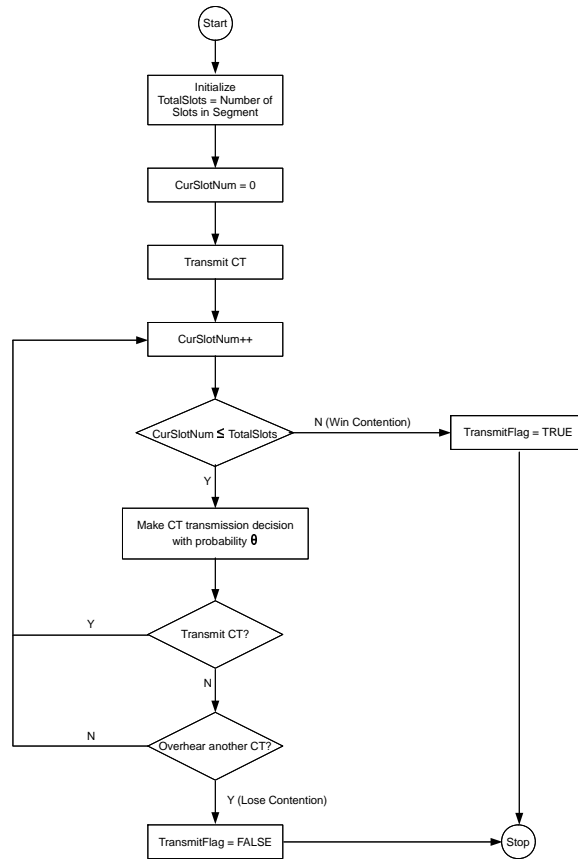 Start
Initialize
TotalSlots = Number of
Slots in Segment
CurSlotNum = 0
Transmit CT
CurSlotNum++
CurSlotNum ≤ TotalSlots
N (Win Contention)
TransmitFlag = TRUE
Y
Make CT transmission decision
with probability θ
Y
Transmit CT?
N
N
Overhear another CT?
Y (Lose Contention)
TransmitFlag = FALSE
Stop